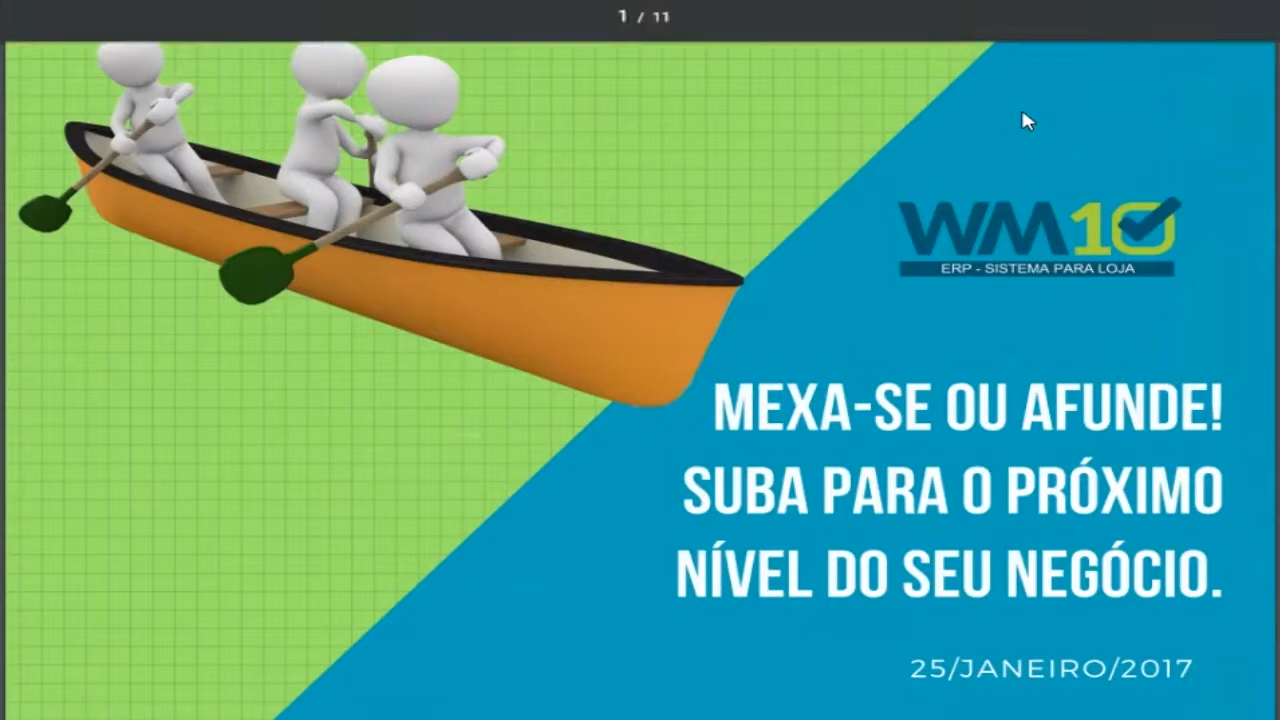 1 / 11
WM10
ERP - SISTEMA PARA LOJA
MEXA-SE OU AFUNDE!
SUBA PARA O PRÓXIMO
NÍVEL DO SEU NEGÓCIO.
25/JANEIRO/2017